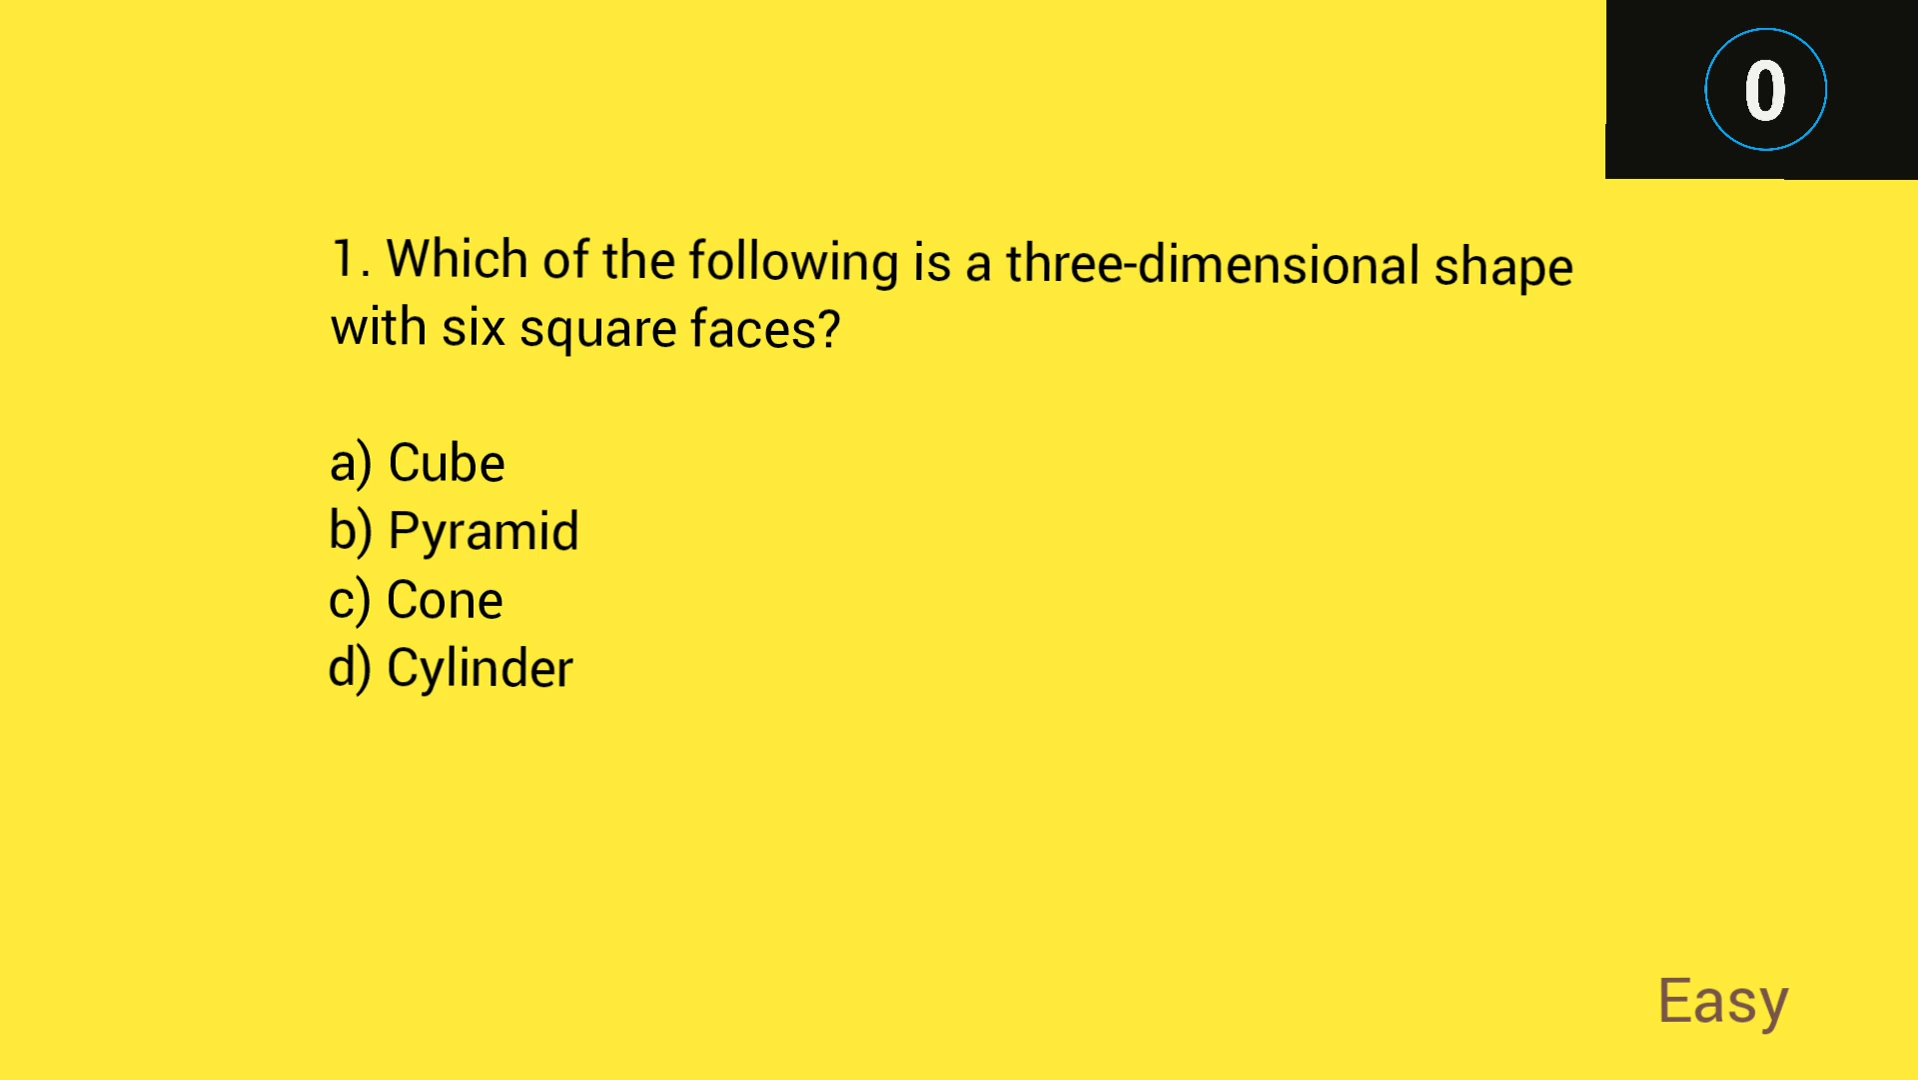 0
1. Which of the following is a three-dimensional shape
with six square faces?
a) Cube
b) Pyramid
c) Cone
d) Cylinder
Easy